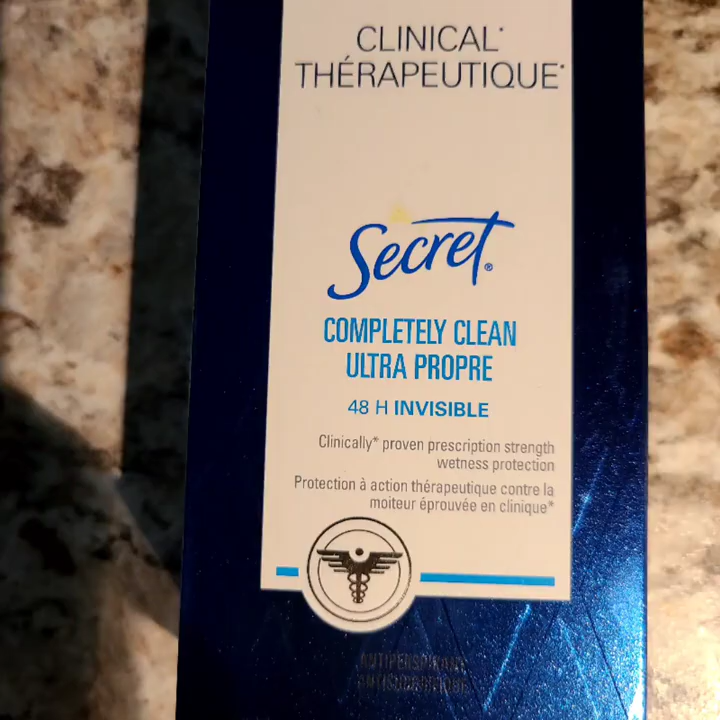 CLINICAL*
THÉRAPEUTIQUE*
Secret®
COMPLETELY CLEAN
ULTRA PROPRE
48 H INVISIBLE
Clinically* proven prescription strength
wetness protection
Protection à action thérapeutique contre la
moiteur éprouvée en clinique*
ANTIPERSPIRANT
ANTISUDORIFIQUE